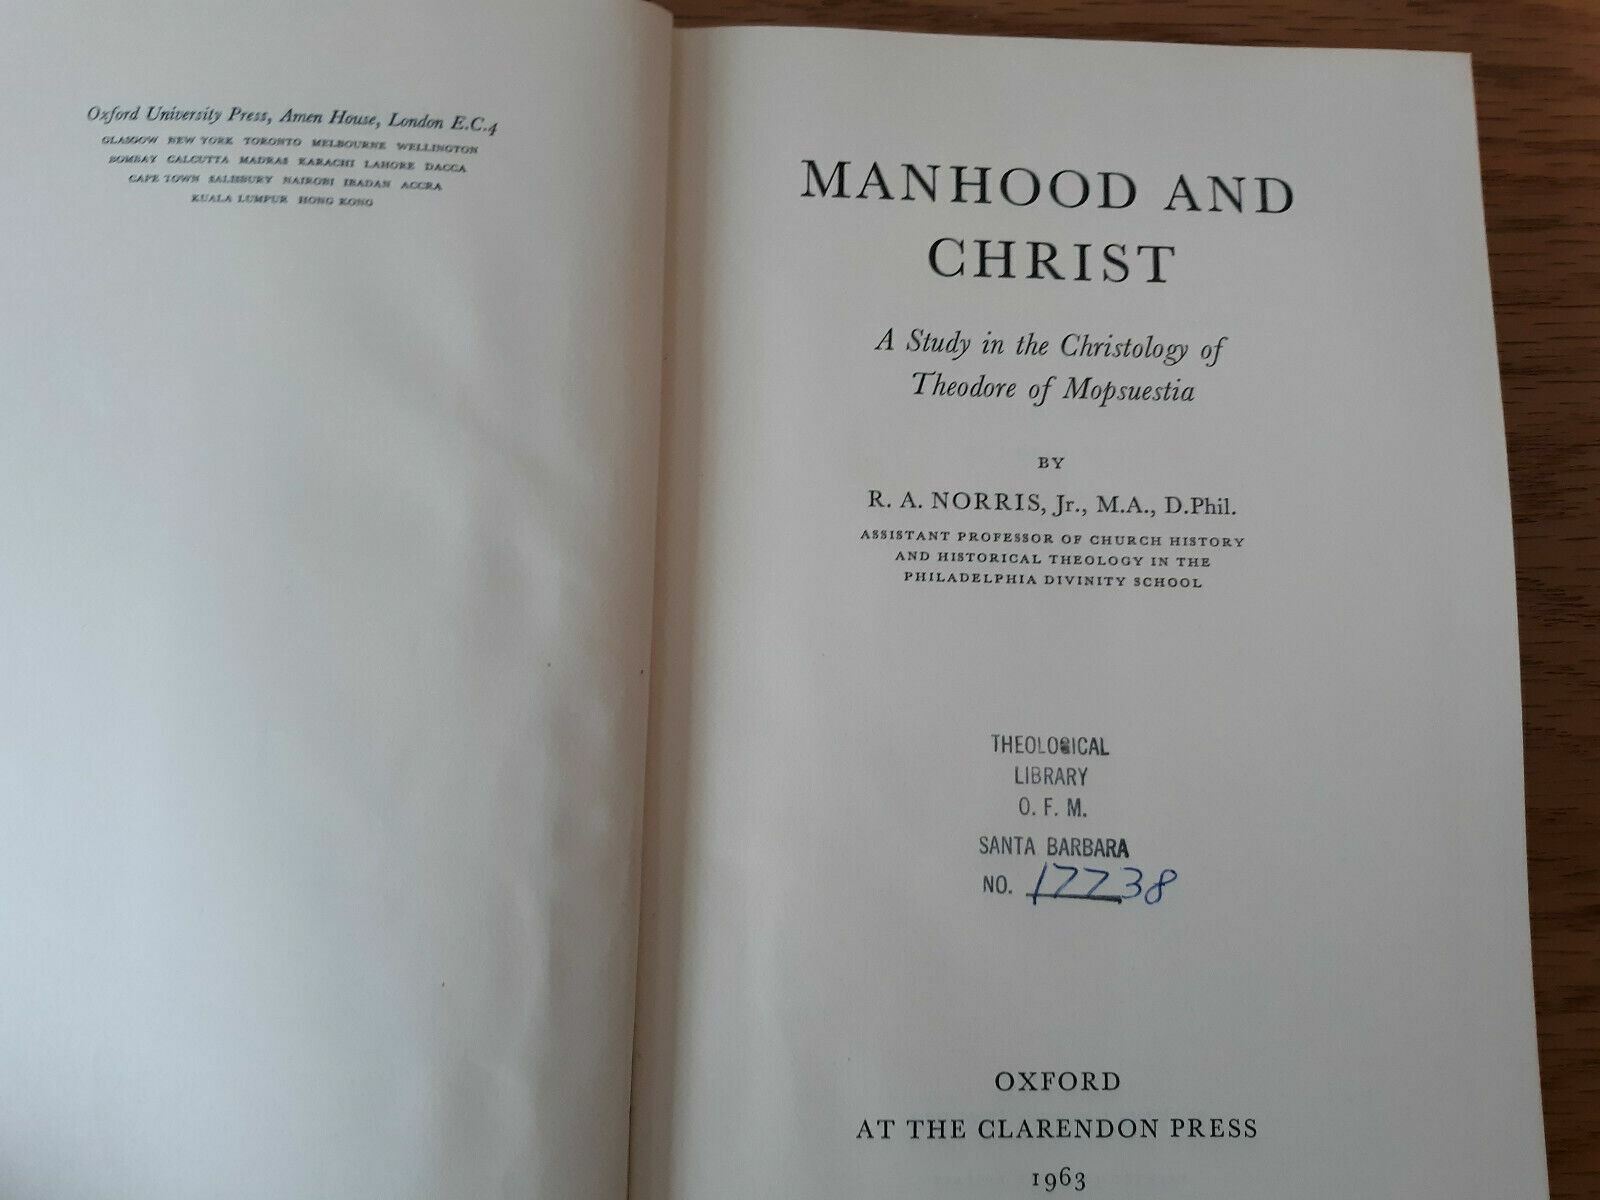 Oxford University Press, Amen House, London E.C.4
GLASGOW NEW YORK TORONTO MELBOURNE WELLINGTON
BOMBAY CALCUTTA MADRAS KARACHI LAHORE DACCA
CAPE TOWN SALISBURY NAIROBI IBADAN ACCRA
KUALA LUMPUR HONG KONG
MANHOOD AND
CHRIST
A Study in the Christology of
Theodore of Mopsuestia
BY
R. A. NORRIS, Jr., M.A., D.Phil.
ASSISTANT PROFESSOR OF CHURCH HISTORY
AND HISTORICAL THEOLOGY IN THE
PHILADELPHIA DIVINITY SCHOOL
THEOLOGICAL
LIBRARY
O. F. M.
SANTA BARBARA
NO. 17738
OXFORD
AT THE CLARENDON PRESS
1963